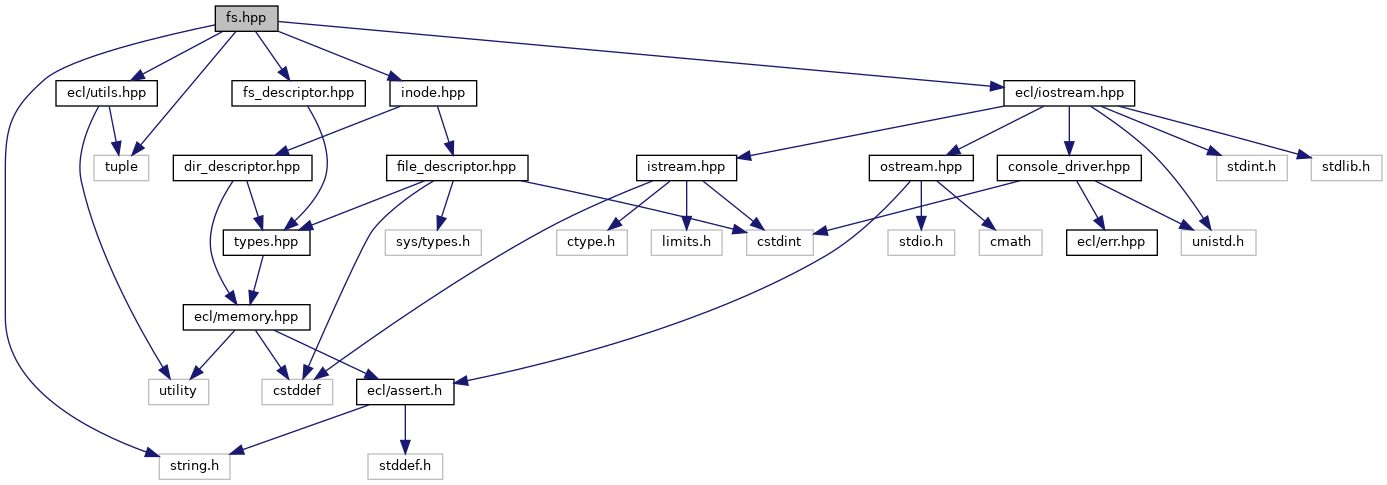 fs.hpp
ecl/utils.hpp
fs_descriptor.hpp
inode.hpp
ecl/iostream.hpp
tuple
dir_descriptor.hpp
file_descriptor.hpp
istream.hpp
ostream.hpp
console_driver.hpp
stdint.h
stdlib.h
types.hpp
sys/types.h
ctype.h
limits.h
cstdint
stdio.h
cmath
ecl/err.hpp
unistd.h
ecl/memory.hpp
utility
cstddef
ecl/assert.h
string.h
stddef.h